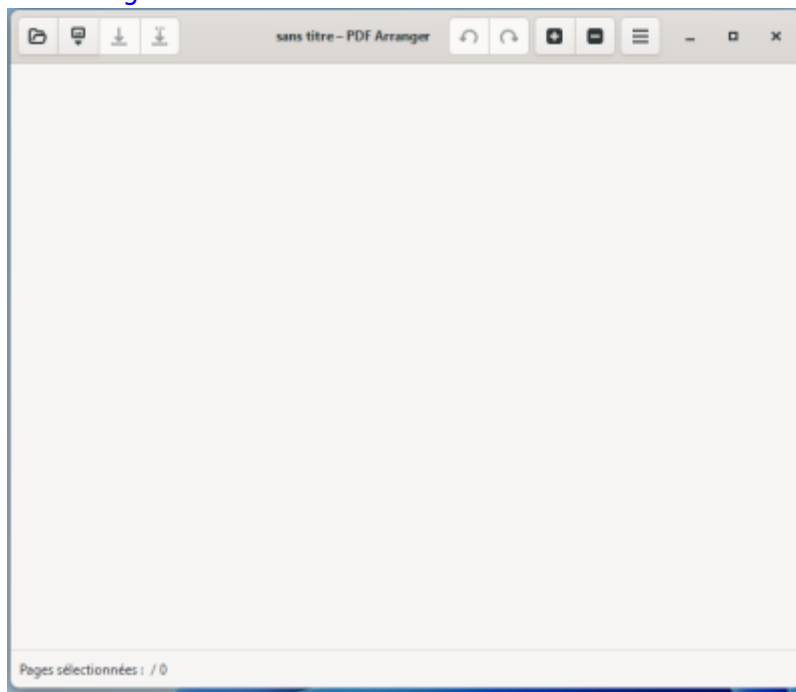 sans titre – PDF Arranger
Pages sélectionnées : / 0